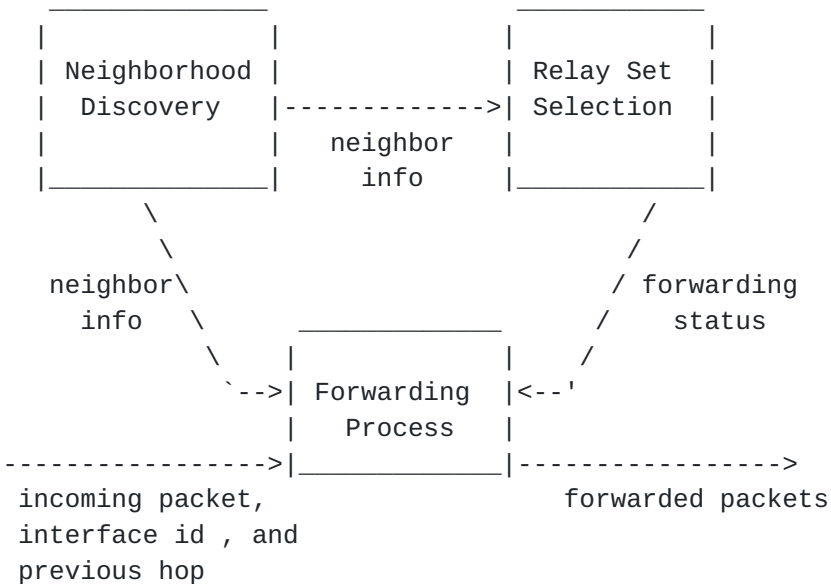 Neighborhood
Discovery
Relay Set
Selection
neighbor
info
neighbor
info
forwarding
status
Forwarding
Process
incoming packet,
interface id , and
previous hop
forwarded packets